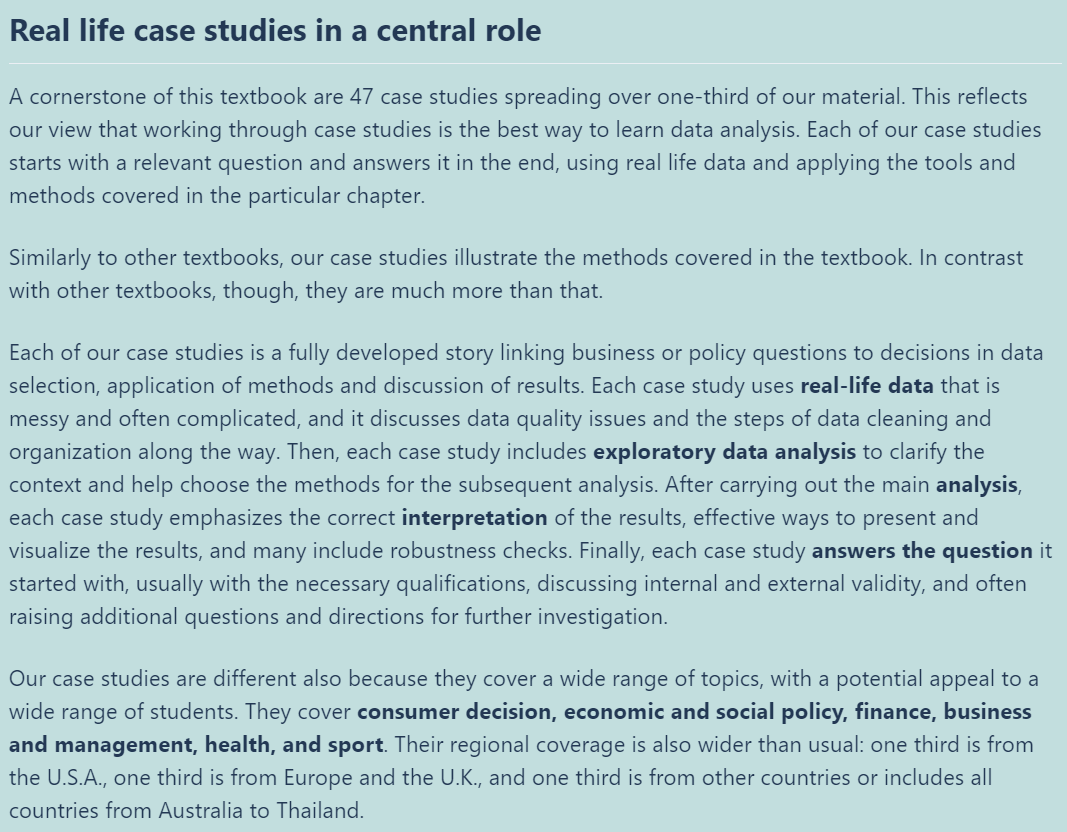 Real life case studies in a central role
A cornerstone of this textbook are 47 case studies spreading over one-third of our material. This reflects
our view that working through case studies is the best way to learn data analysis. Each of our case studies
starts with a relevant question and answers it in the end, using real life data and applying the tools and
methods covered in the particular chapter.
Similarly to other textbooks, our case studies illustrate the methods covered in the textbook. In contrast
with other textbooks, though, they are much more than that.
Each of our case studies is a fully developed story linking business or policy questions to decisions in data
selection, application of methods and discussion of results. Each case study uses real-life data that is
messy and often complicated, and it discusses data quality issues and the steps of data cleaning and
organization along the way. Then, each case study includes exploratory data analysis to clarify the
context and help choose the methods for the subsequent analysis. After carrying out the main analysis,
each case study emphasizes the correct interpretation of the results, effective ways to present and
visualize the results, and many include robustness checks. Finally, each case study answers the question it
started with, usually with the necessary qualifications, discussing internal and external validity, and often
raising additional questions and directions for further investigation.
Our case studies are different also because they cover a wide range of topics, with a potential appeal to a
wide range of students. They cover consumer decision, economic and social policy, finance, business
and management, health, and sport. Their regional coverage is also wider than usual: one third is from
the U.S.A., one third is from Europe and the U.K., and one third is from other countries or includes all
countries from Australia to Thailand.